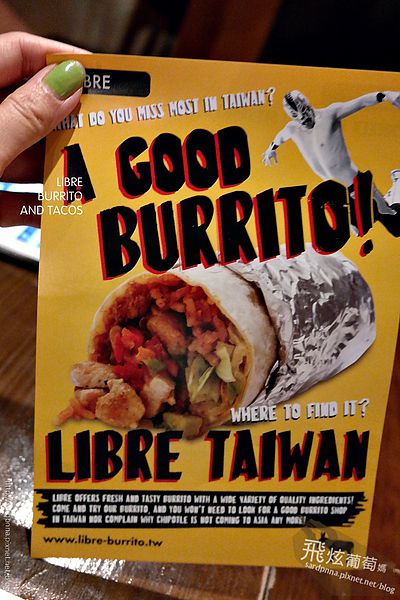 LIBRE
WHAT DO YOU MISS MOST IN TAIWAN?
A GOOD
BURRITO!
LIBRE
BURRITO
AND TACOS
WHERE TO FIND IT?
LIBRE TAIWAN
LIBRE OFFERS FRESH AND TASTY BURRITO WITH A WIDE VARIETY OF QUALITY INGREDIENTS!
COME AND TRY OUR BURRITO, AND YOU WON'T NEED TO LOOK FOR A GOOD BURRITO SHOP
IN TAIWAN NOR COMPLAIN WHY CHIPOTLE IS NOT COMING TO ASIA ANY MORE!
www.libre-burrito.tw
飛炫葡萄媽
sardpnn3.pixnet.net/blog